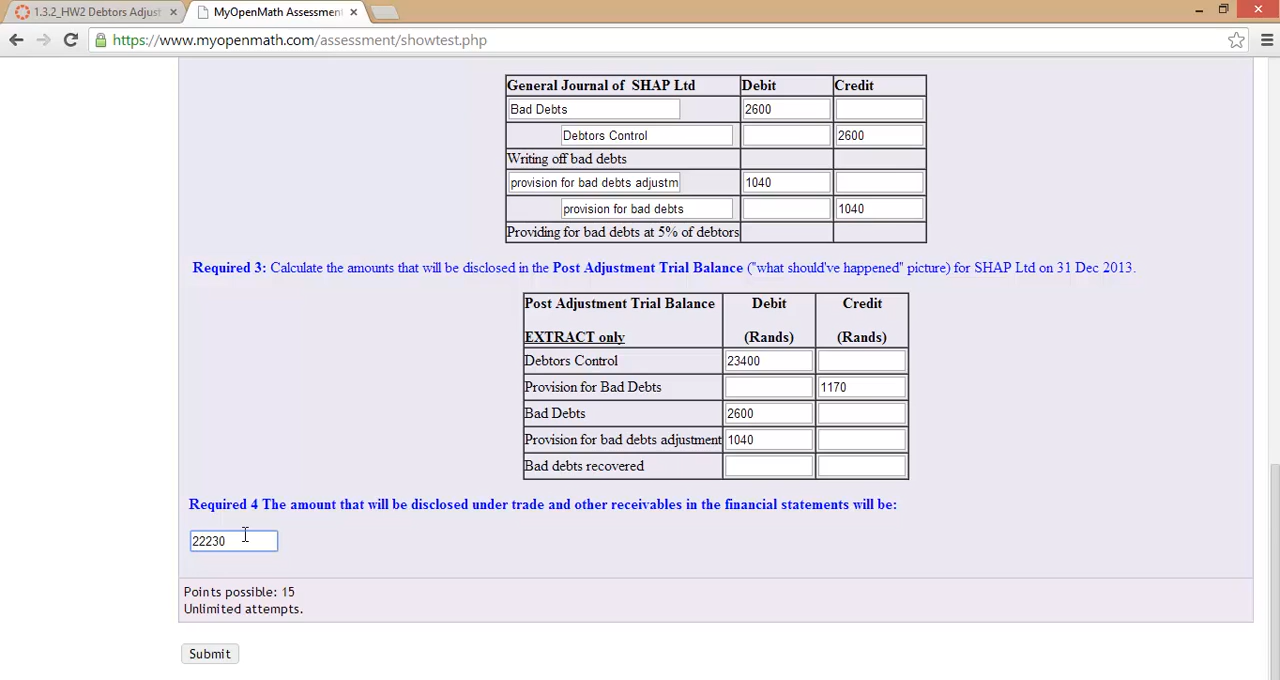 1.3.2_HW2 Debtors Adjust
MyOpenMath Assessmen
https://www.myopenmath.com/assessment/showtest.php
General Journal of SHAP Ltd Debit Credit
Bad Debts 2600
Debtors Control 2600
Writing off bad debts
provision for bad debts adjustm 1040
provision for bad debts 1040
Providing for bad debts at 5% of debtors
Required 3: Calculate the amounts that will be disclosed in the Post Adjustment Trial Balance ("what should've happened" picture) for SHAP Ltd on 31 Dec 2013.
Post Adjustment Trial Balance Debit Credit
EXTRACT only (Rands) (Rands)
Debtors Control 23400
Provision for Bad Debts 1170
Bad Debts 2600
Provision for bad debts adjustment 1040
Bad debts recovered
Required 4 The amount that will be disclosed under trade and other receivables in the financial statements will be:
22230
Points possible: 15
Unlimited attempts.
Submit